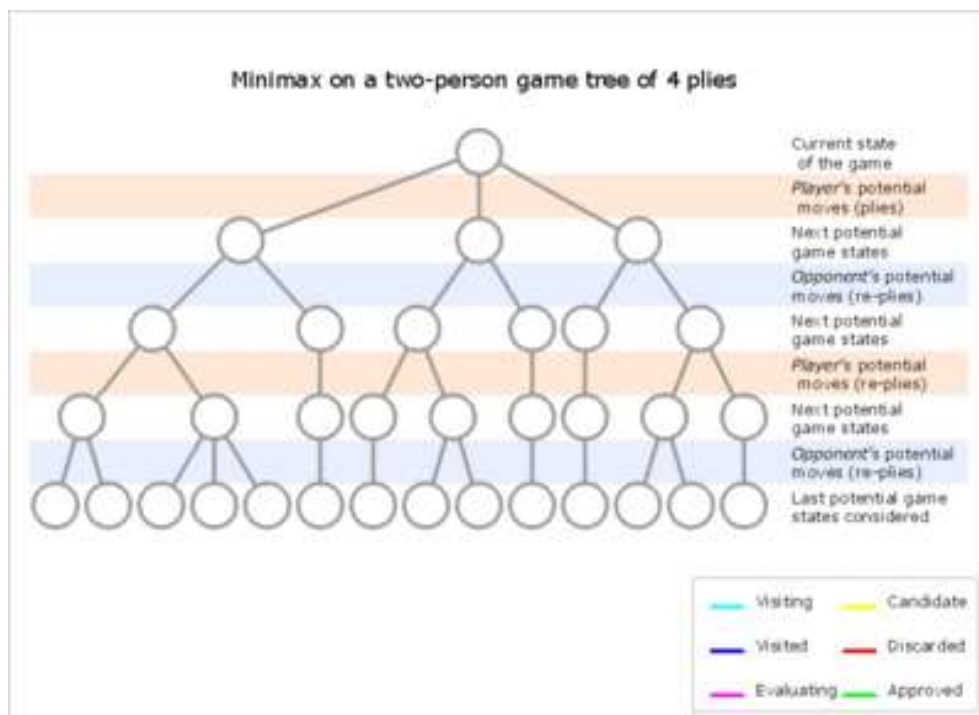 Minimax on a two-person game tree of 4 plies
Current state
of the game
Player's potential
moves (plies)
Next potential
game states
Opponent's potential
moves (re-plies)
Next potential
game states
Player's potential
moves (re-plies)
Next potential
game states
Opponent's potential
moves (re-plies)
Last potential game
states considered
Visiting
Candidate
Visited
Discarded
Evaluating
Approved